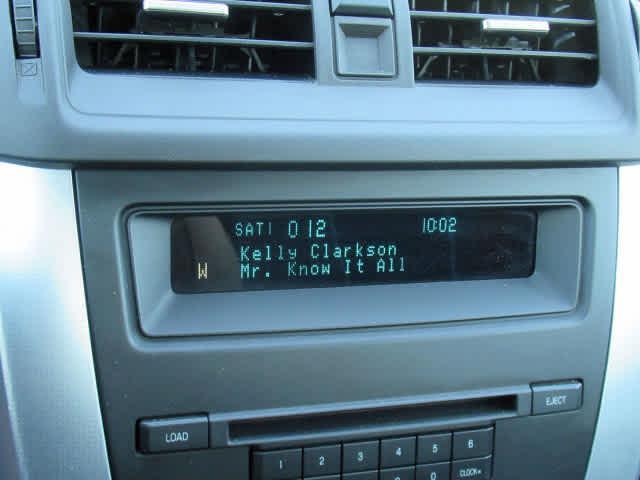 SAT1 012 10:02
Kelly Clarkson
W Mr. Know It All
LOAD EJECT
1 2 3 4 5 6
0 CLOCK